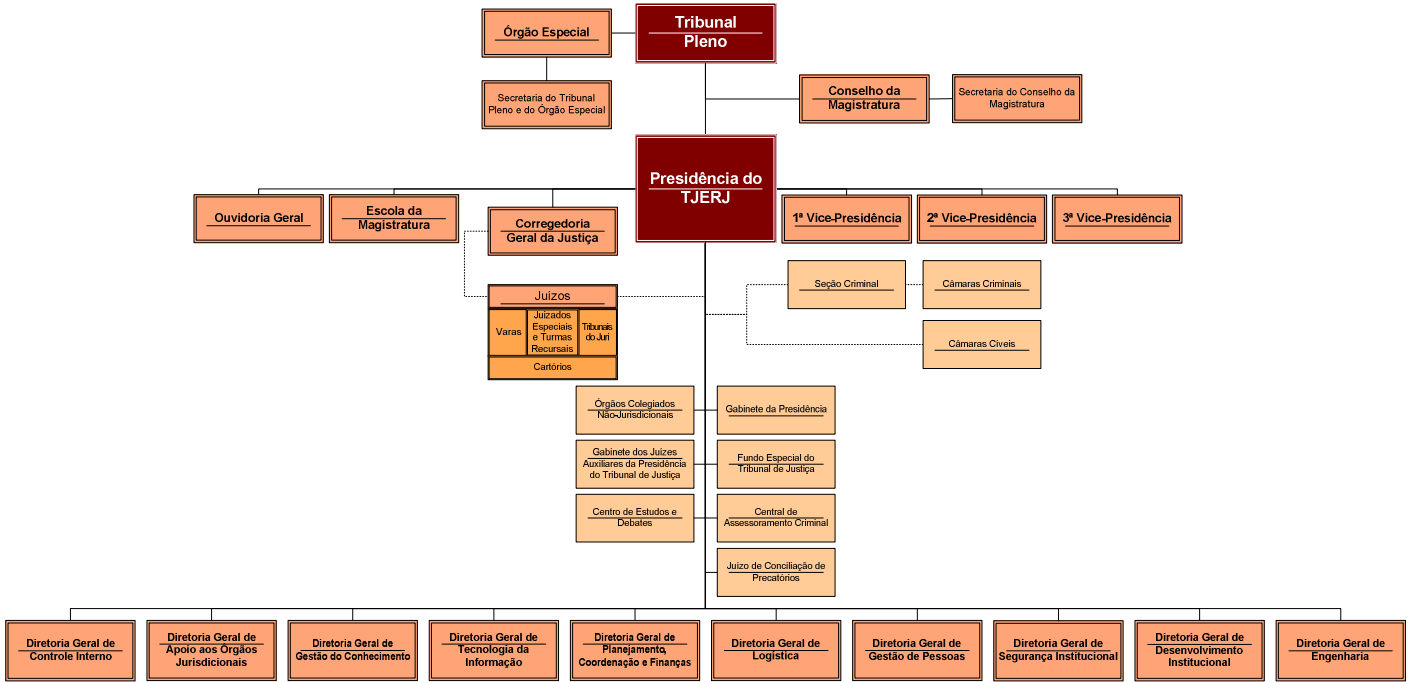 Tribunal
Pleno
Órgão Especial
Secretaria do Tribunal
Pleno e do Órgão Especial
Conselho da
Magistratura
Secretaria do Conselho da
Magistratura
Presidência do
TJERJ
Ouvidoria Geral
Escola da
Magistratura
Corregedoria
Geral da Justiça
1ª Vice-Presidência
2ª Vice-Presidência
3ª Vice-Presidência
Seção Criminal
Câmaras Criminais
Câmaras Cíveis
Juízos
Varas
Juizados
Especiais
e Turmas
Recursais
Tribunais
do Juri
Cartórios
Órgãos Colegiados
Não-Jurisdicionais
Gabinete da Presidência
Gabinete dos Juízes
Auxiliares da Presidência
do Tribunal de Justiça
Fundo Especial do
Tribunal de Justiça
Centro de Estudos e
Debates
Central de
Assessoramento Criminal
Juízo de Conciliação de
Precatórios
Diretoria Geral de
Controle Interno
Diretoria Geral de
Apoio aos Órgãos
Jurisdicionais
Diretoria Geral de
Gestão do Conhecimento
Diretoria Geral de
Tecnologia da
Informação
Diretoria Geral de
Planejamento,
Coordenação e Finanças
Diretoria Geral de
Logística
Diretoria Geral de
Gestão de Pessoas
Diretoria Geral de
Segurança Institucional
Diretoria Geral de
Desenvolvimento
Institucional
Diretoria Geral de
Engenharia